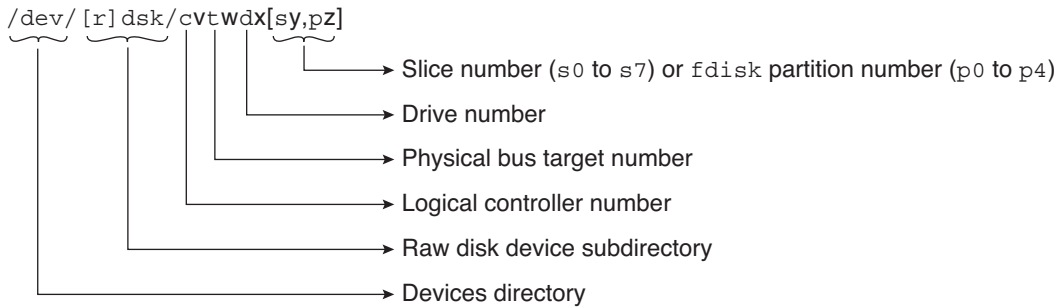 /dev/[r]dsk/cvtwdx[sy,pz]
Slice number (s0 to s7) or fdisk partition number (p0 to p4)
Drive number
Physical bus target number
Logical controller number
Raw disk device subdirectory
Devices directory